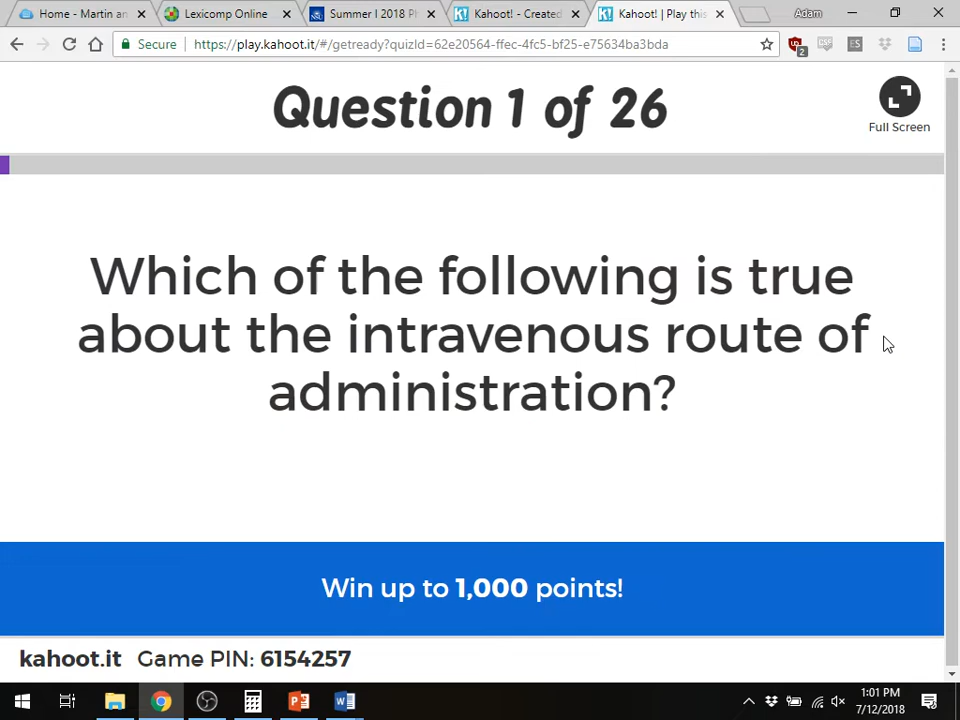 Home - Martin an
Lexicomp Online
Summer I 2018 P
Kahoot! - Created
Kahoot! | Play this
Adam
Secure
https://play.kahoot.it/#/getready?quizId=62e20564-ffec-4fc5-bf25-e75634ba3bda
2
ES
Question 1 of 26
Full Screen
Which of the following is true
about the intravenous route of
administration?
Win up to 1,000 points!
kahoot.it Game PIN: 6154257
1:01 PM
7/12/2018